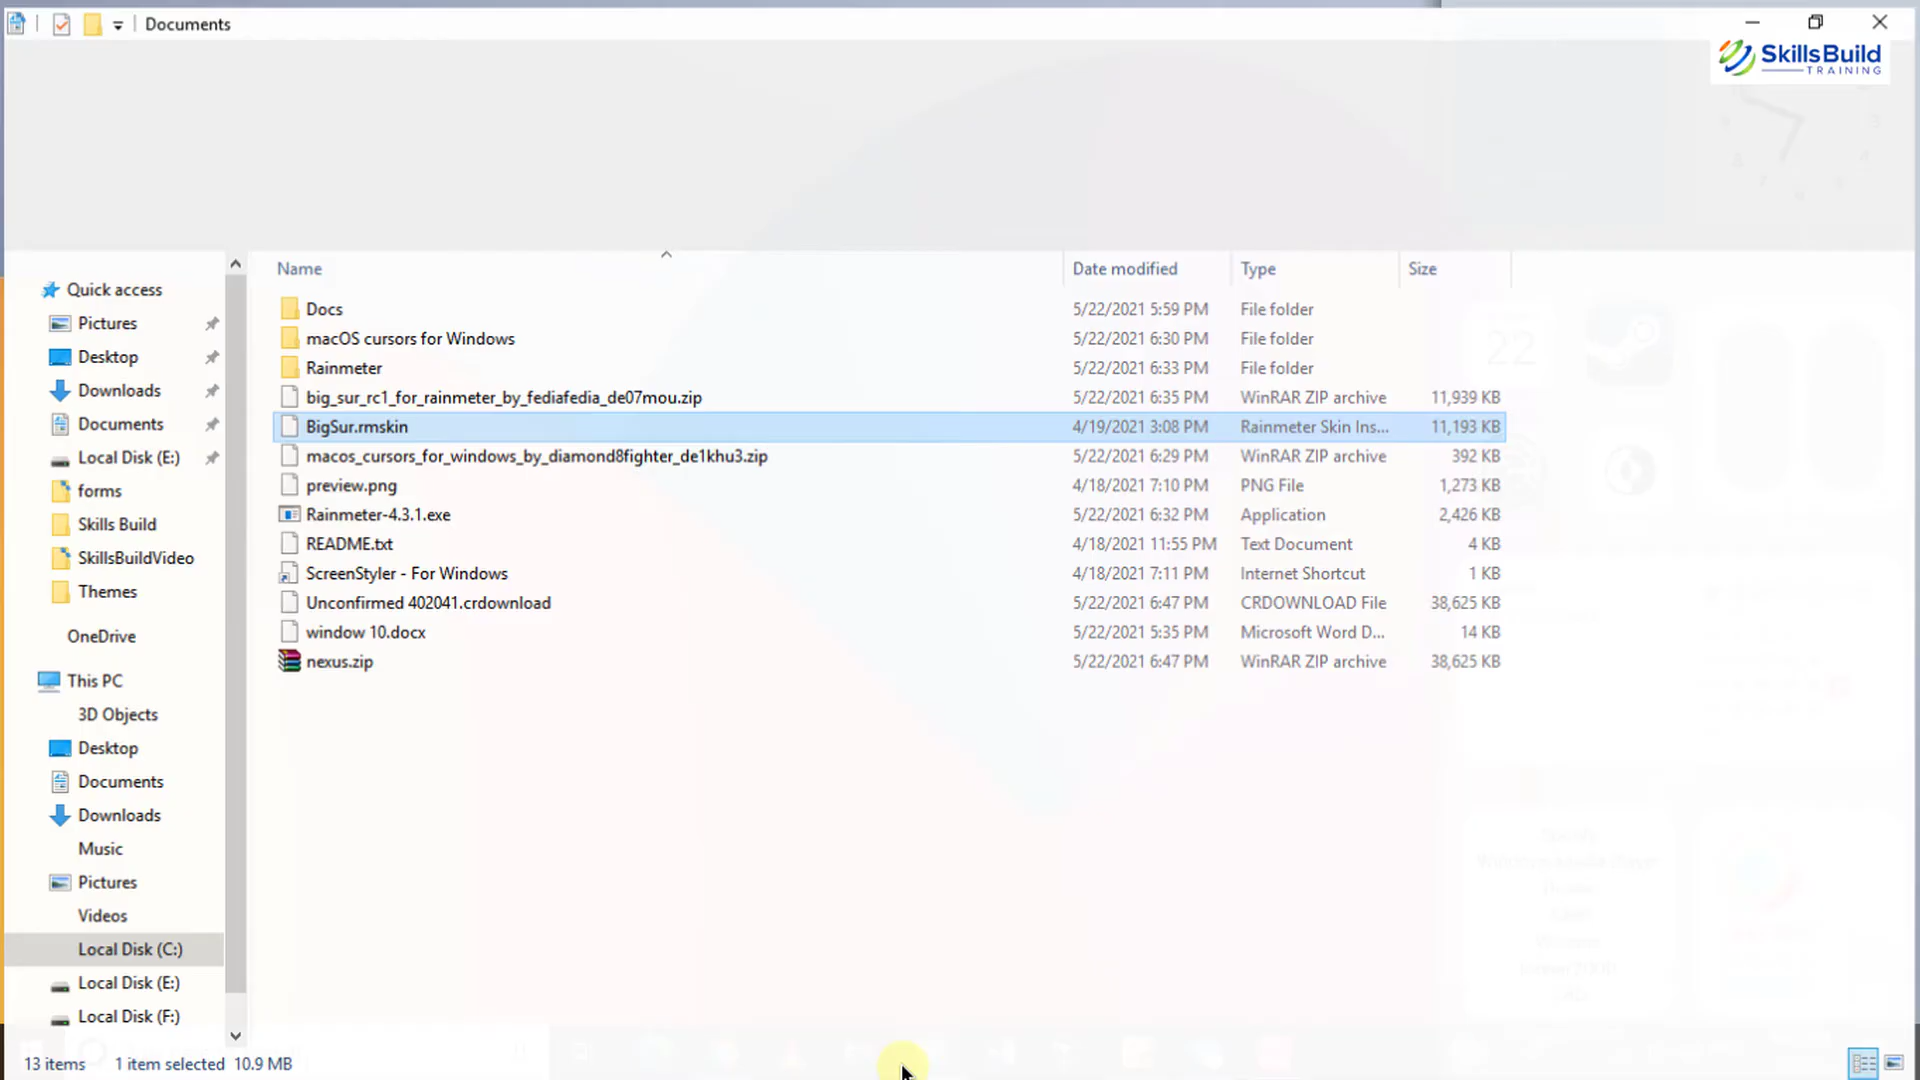 Documents
SkillsBuild
TRAINING
Name Date modified Type Size
Docs 5/22/2021 5:59 PM File folder
macOS cursors for Windows 5/22/2021 6:30 PM File folder
Rainmeter 5/22/2021 6:33 PM File folder
big_sur_rc1_for_rainmeter_by_fediafedia_de07mou.zip 5/22/2021 6:35 PM WinRAR ZIP archive 11,939 KB
BigSur.rmskin 4/19/2021 3:08 PM Rainmeter Skin Ins... 11,193 KB
macos_cursors_for_windows_by_diamond8fighter_de1khu3.zip 5/22/2021 6:29 PM WinRAR ZIP archive 392 KB
preview.png 4/18/2021 7:10 PM PNG File 1,273 KB
Rainmeter-4.3.1.exe 5/22/2021 6:32 PM Application 2,426 KB
README.txt 4/18/2021 11:55 PM Text Document 4 KB
ScreenStyler - For Windows 4/18/2021 7:11 PM Internet Shortcut 1 KB
Unconfirmed 402041.crdownload 5/22/2021 6:47 PM CRDOWNLOAD File 38,625 KB
window 10.docx 5/22/2021 5:35 PM Microsoft Word D... 14 KB
nexus.zip 5/22/2021 6:47 PM WinRAR ZIP archive 38,625 KB
Quick access
Pictures
Desktop
Downloads
Documents
Local Disk (E:)
forms
Skills Build
SkillsBuildVideo
Themes
OneDrive
This PC
3D Objects
Desktop
Documents
Downloads
Music
Pictures
Videos
Local Disk (C:)
Local Disk (E:)
Local Disk (F:)
22
13 items 1 item selected 10.9 MB